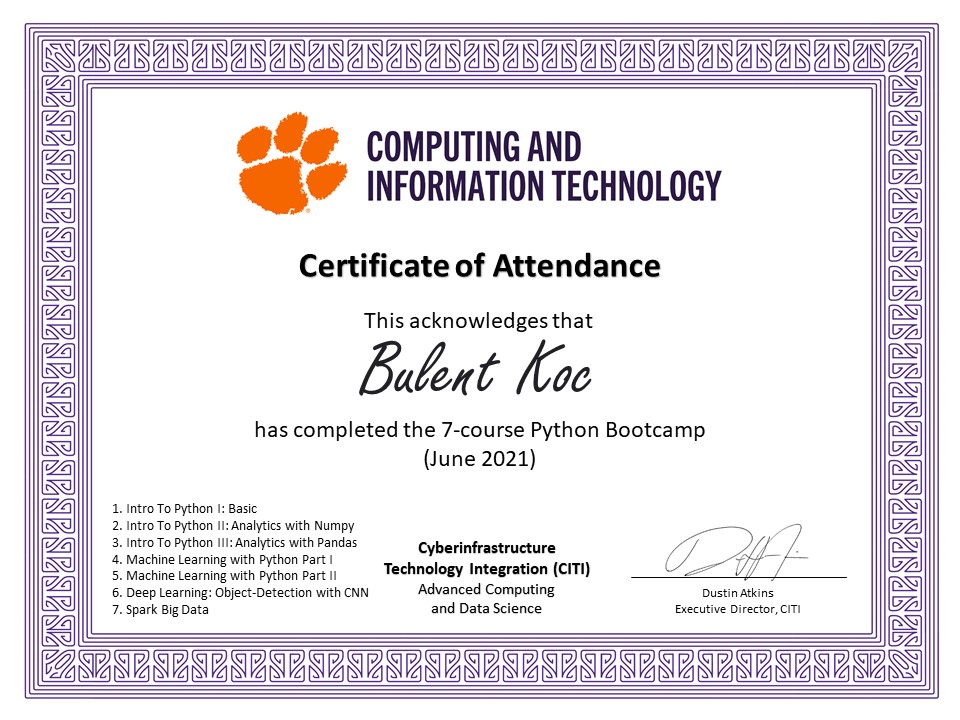 COMPUTING AND
INFORMATION TECHNOLOGY
Certificate of Attendance
This acknowledges that
Bulent Koc
has completed the 7-course Python Bootcamp
(June 2021)
1. Intro To Python I: Basic
2. Intro To Python II: Analytics with Numpy
3. Intro To Python III: Analytics with Pandas
4. Machine Learning with Python Part I
5. Machine Learning with Python Part II
6. Deep Learning: Object-Detection with CNN
7. Spark Big Data
Cyberinfrastructure
Technology Integration (CITI)
Advanced Computing
and Data Science
Dustin Atkins
Executive Director, CITI